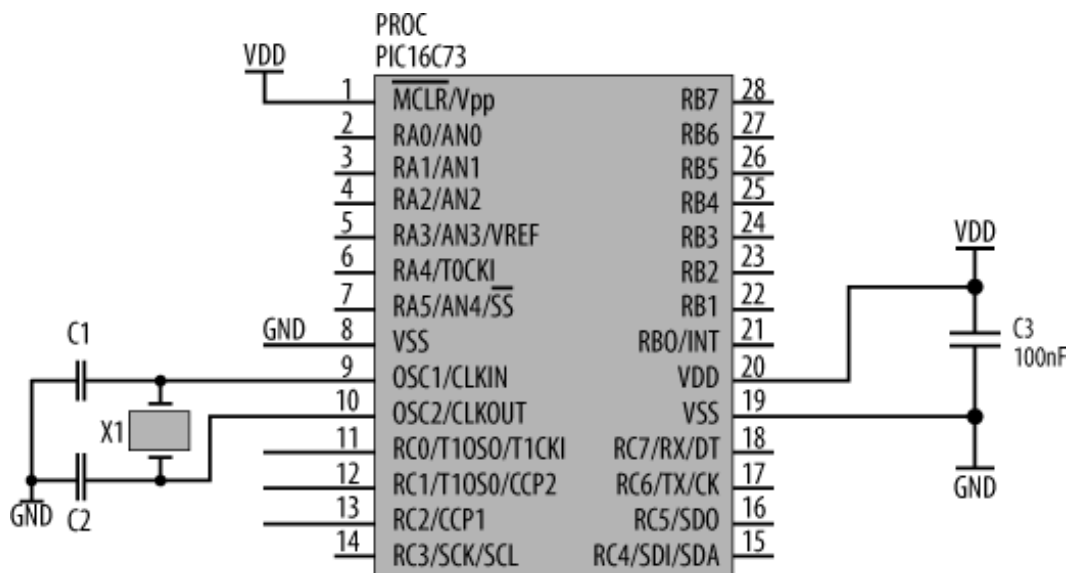 PROC
PIC16C73
VDD
1 MCLR/Vpp RB7 28
2 RA0/AN0 RB6 27
3 RA1/AN1 RB5 26
4 RA2/AN2 RB4 25
5 RA3/AN3/VREF RB3 24
6 RA4/T0CKI RB2 23
7 RA5/AN4/SS RB1 22
GND 8 VSS RBO/INT 21
9 OSC1/CLKIN VDD 20
10 OSC2/CLKOUT VSS 19
11 RC0/T1OSO/T1CKI RC7/RX/DT 18
12 RC1/T1OS0/CCP2 RC6/TX/CK 17
13 RC2/CCP1 RC5/SDO 16
14 RC3/SCK/SCL RC4/SDI/SDA 15
C1
X1
C2
GND
VDD
C3
100nF
GND